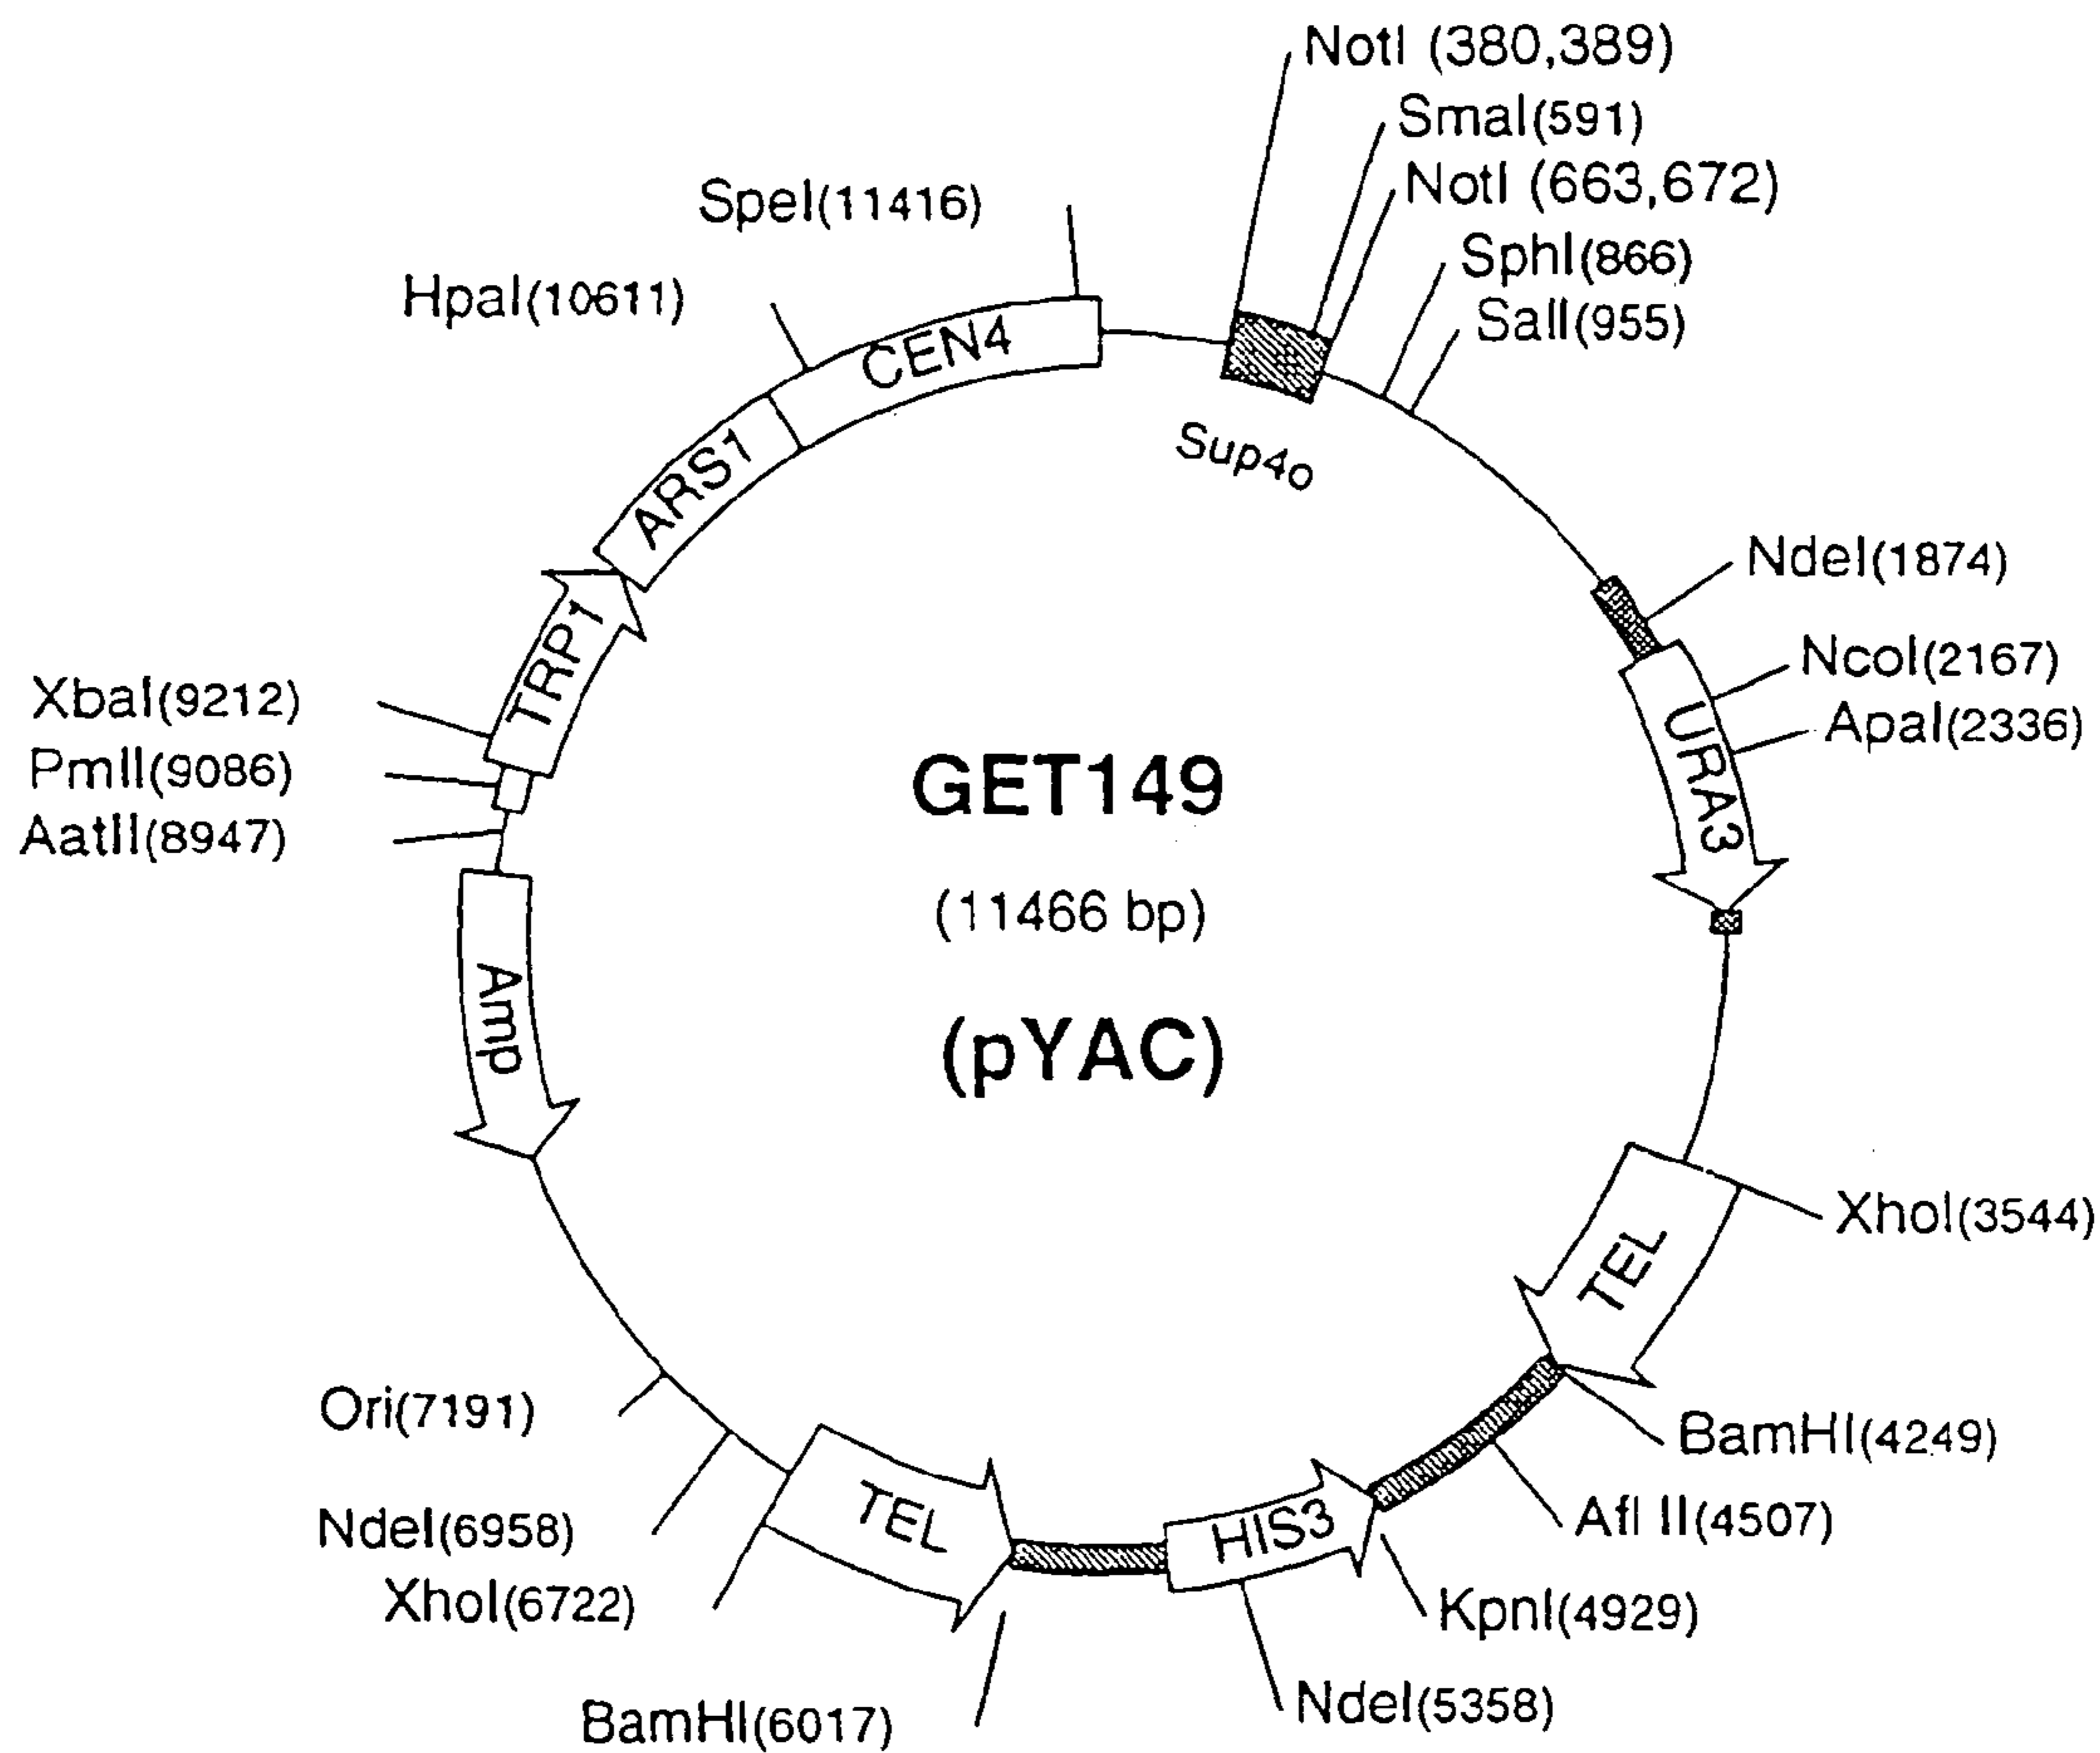 NotI (380,389)
SmaI(591)
NotI (663,672)
SphI(866)
SalI(955)
SpeI(11416)
HpaI(10611)
CEN4
ARS1
Sup4o
NdeI(1874)
NcoI(2167)
ApaI(2336)
URA3
TRP1
XbaI(9212)
PmlI(9086)
AatII(8947)
GET149
(11466 bp)
(pYAC)
Amp
XhoI(3544)
TEL
BamHI(4249)
Afl II(4507)
KpnI(4929)
HIS3
NdeI(5358)
TEL
Ori(7191)
NdeI(6958)
XhoI(6722)
BamHI(6017)